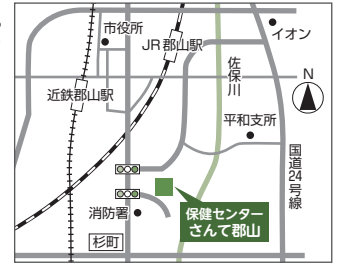 市役所
JR郡山駅
イオン
佐保川
N
近鉄郡山駅
平和支所
国道24号線
消防署
保健センター
さんて郡山
杉町